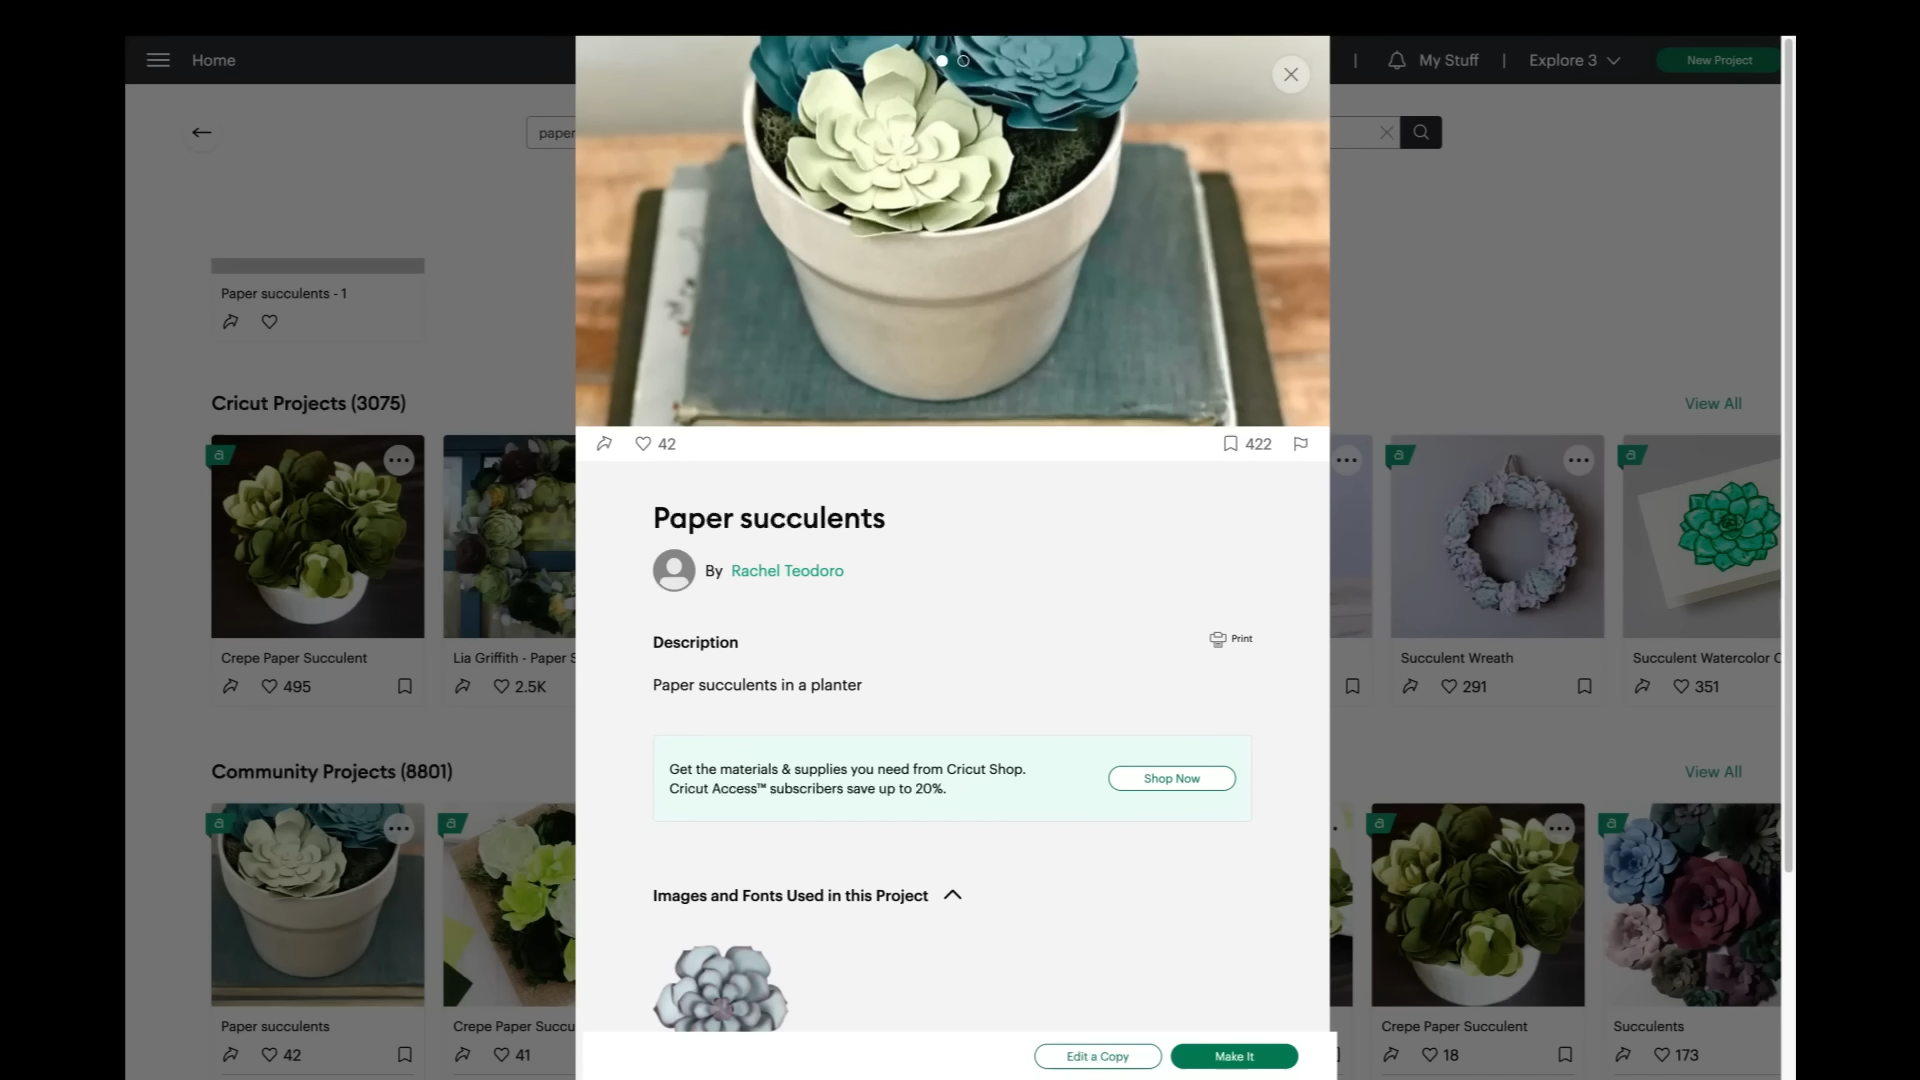 Home
My Stuff
Explore 3
New Project
paper
Paper succulents - 1
Cricut Projects (3075)
View All
42
422
Paper succulents
By Rachel Teodoro
Description
Print
Paper succulents in a planter
Get the materials & supplies you need from Cricut Shop.
Cricut Access™ subscribers save up to 20%.
Shop Now
Images and Fonts Used in this Project
Edit a Copy
Make It
a
a
a
Crepe Paper Succulent
Lia Griffith - Paper S
Succulent Wreath
Succulent Watercolor C
495
2.5K
291
351
Community Projects (8801)
View All
a
a
a
a
Paper succulents
Crepe Paper Succu
Crepe Paper Succulent
Succulents
42
41
18
173